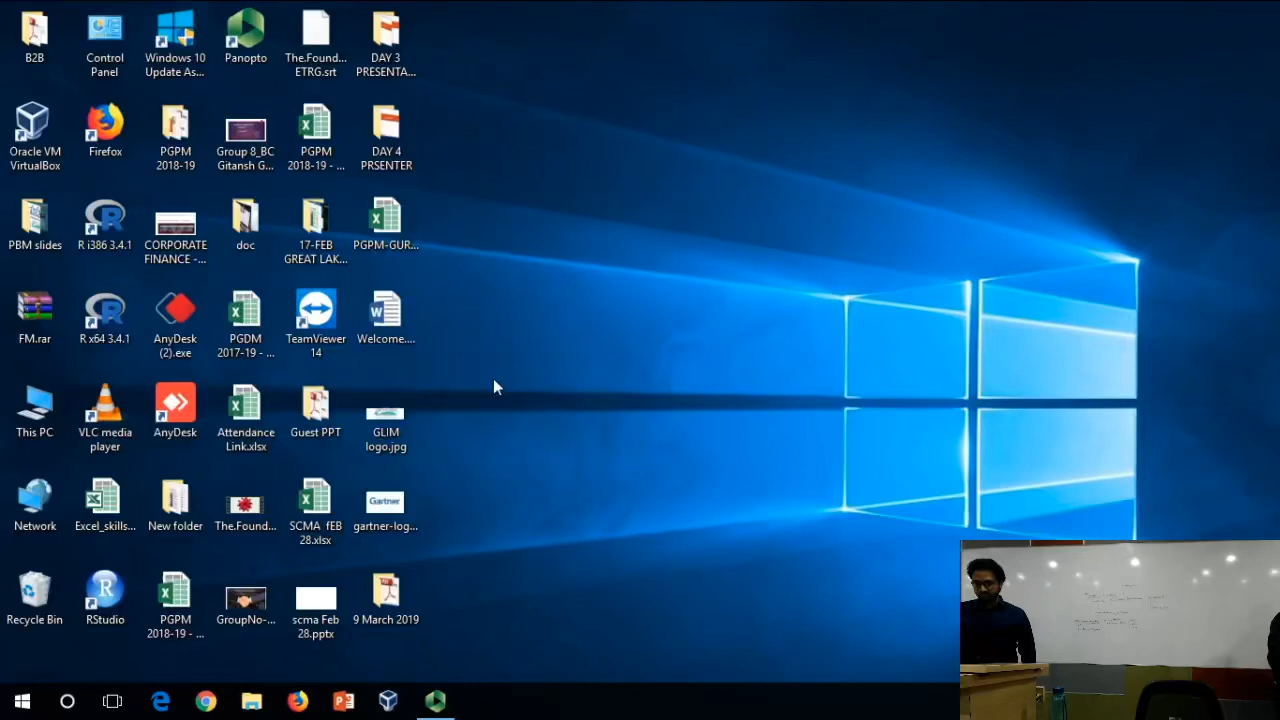 B2B
Control
Panel
Windows 10
Update As...
Panopto
The.Found...
ETRG.srt
DAY 3
PRESENTA...
Oracle VM
VirtualBox
Firefox
PGPM
2018-19
Group 8_BC
Gitansh G...
PGPM
2018-19 - ...
DAY 4
PRSENTER
PBM slides
R i386 3.4.1
CORPORATE
FINANCE -...
doc
17-FEB
GREAT LAK...
PGPM-GUR...
FM.rar
R x64 3.4.1
AnyDesk
(2).exe
PGDM
2017-19 - ...
TeamViewer
14
Welcome....
This PC
VLC media
player
AnyDesk
Attendance
Link.xlsx
Guest PPT
GLIM
logo.jpg
Network
Excel_skills...
New folder
The.Found...
SCMA fEB
28.xlsx
Gartner
gartner-log...
Recycle Bin
RStudio
PGPM
2018-19 - ...
GroupNo-...
scma Feb
28.pptx
9 March 2019